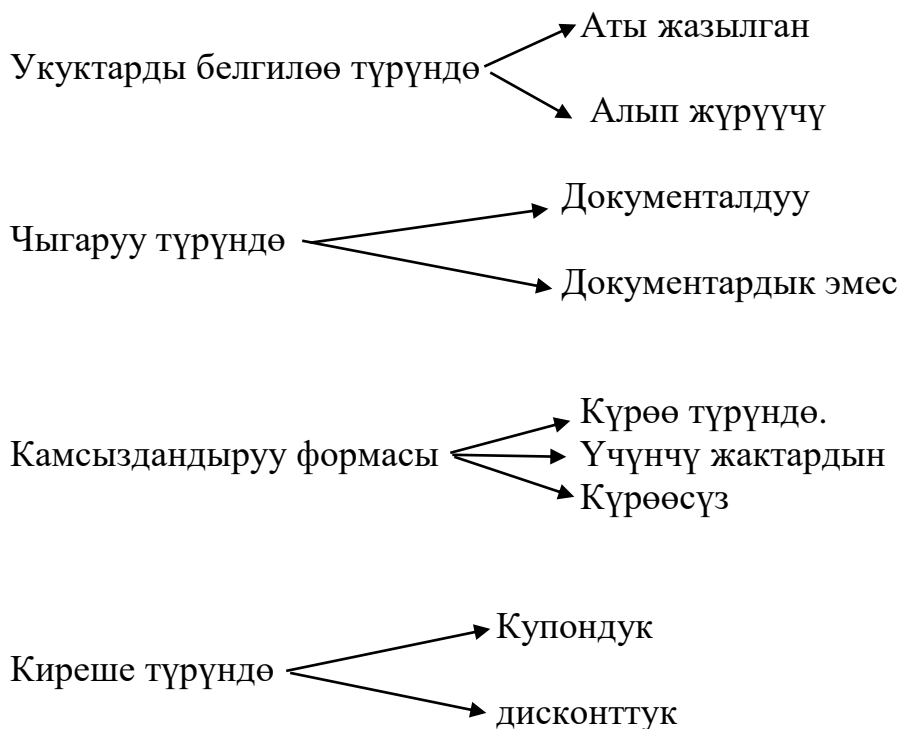 Укуктарды белгилөө түрүндө
Аты жазылган
Алып жүрүүчү
Чыгаруу түрүндө
Документалдуу
Документардык эмес
Камсыздандыруу формасы
Күрөө түрүндө.
Үчүнчү жактардын
Күрөөсүз
Киреше түрүндө
Купондук
дисконттук